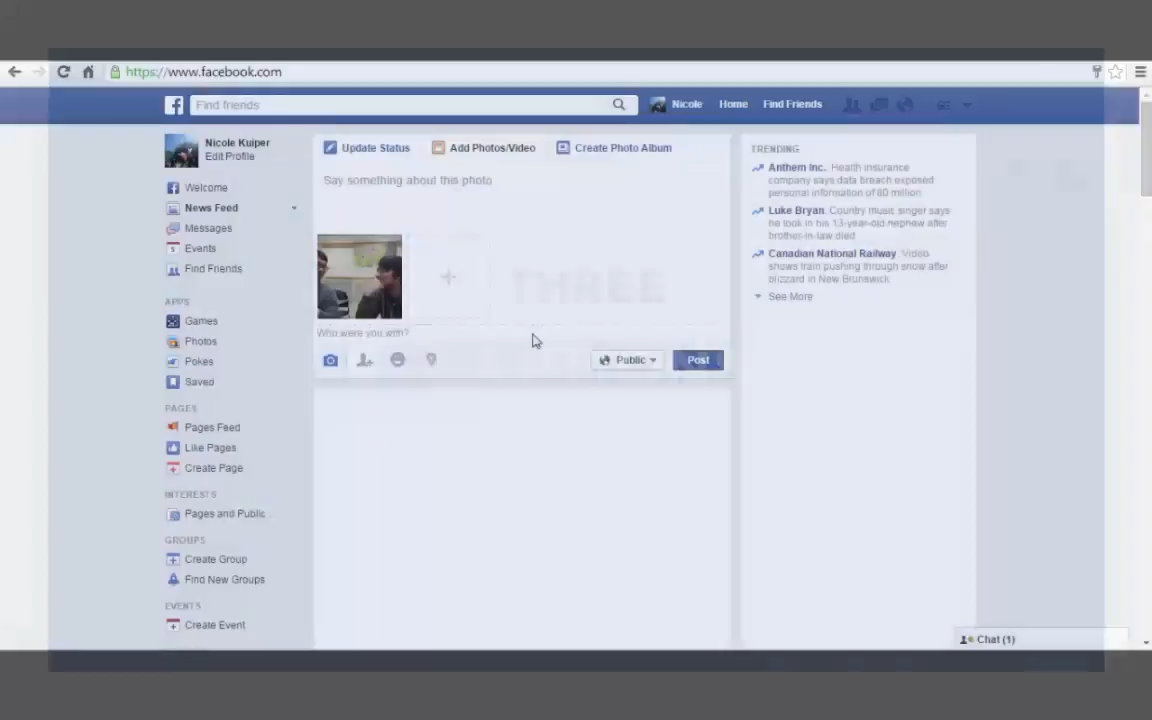 https://www.facebook.com
Find friends
Nicole
Home
Find Friends
Nicole Kuiper
Edit Profile
Welcome
News Feed
Messages
Events
Find Friends
APPS
Games
Photos
Pokes
Saved
PAGES
Pages Feed
Like Pages
Create Page
INTERESTS
Pages and Public
GROUPS
Create Group
Find New Groups
EVENTS
Create Event
Update Status
Add Photos/Video
Create Photo Album
Say something about this photo
THREE
Who were you with?
Public
Post
TRENDING
Anthem Inc. Health insurance
company says data breach exposed
personal information of 80 million
Luke Bryan Country music singer says
he took in his 13-year-old nephew after
brother-in-law died
Canadian National Railway Video
shows train pushing through snow after
blizzard in New Brunswick
See More
Chat (1)